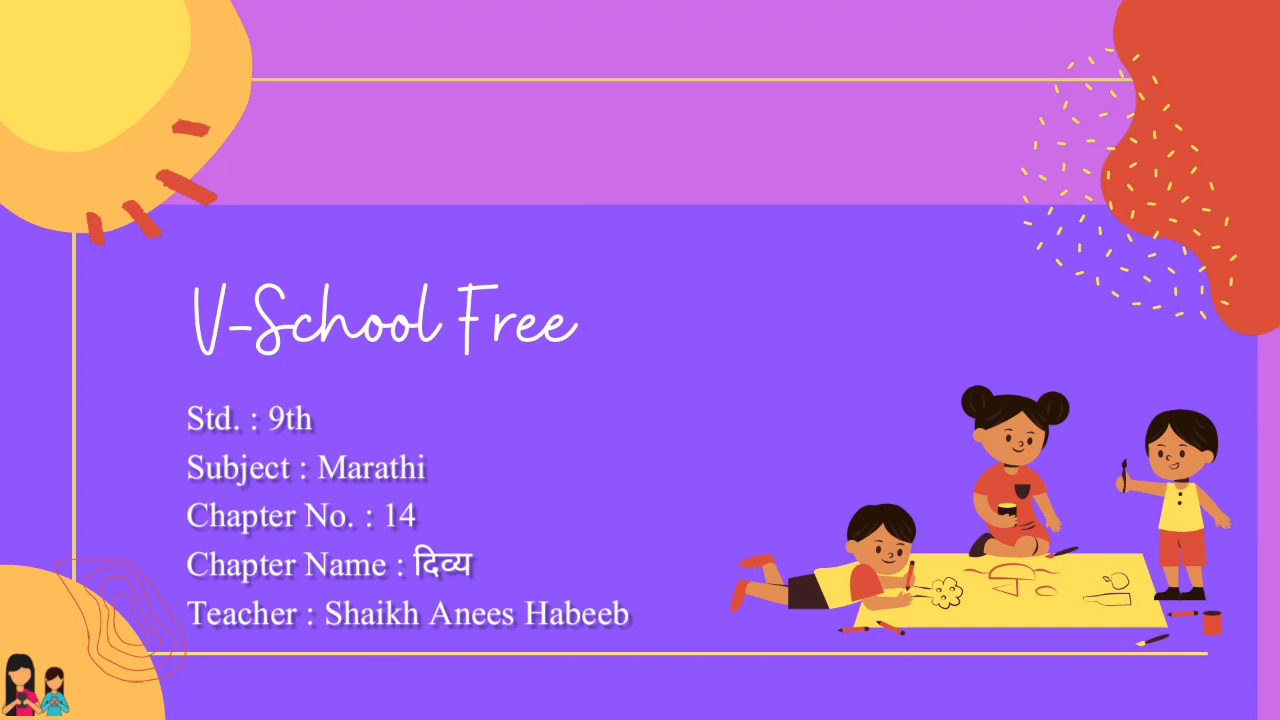 V-School Free
Std. : 9th
Subject : Marathi
Chapter No. : 14
Chapter Name : दिव्य
Teacher : Shaikh Anees Habeeb